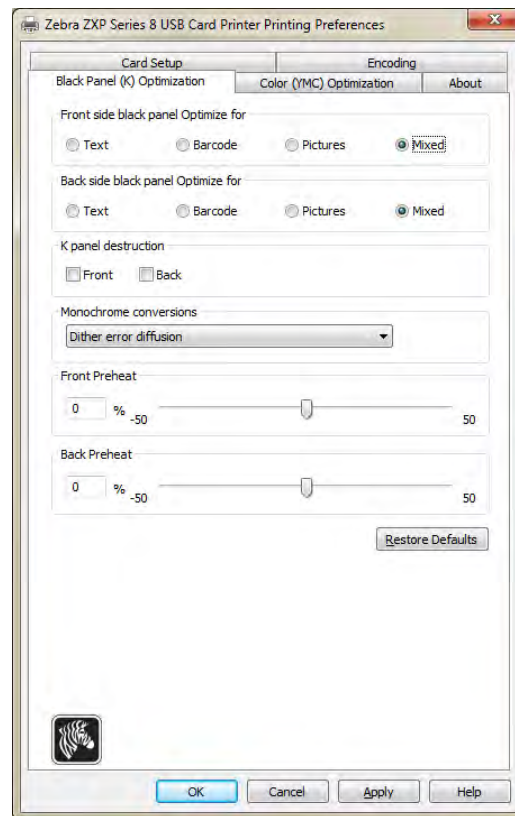 Zebra ZXP Series 8 USB Card Printer Printing Preferences
Card Setup Encoding
Black Panel (K) Optimization Color (YMC) Optimization About
Front side black panel Optimize for
Text Barcode Pictures Mixed
Back side black panel Optimize for
Text Barcode Pictures Mixed
K panel destruction
Front Back
Monochrome conversions
Dither error diffusion
Front Preheat
0 % -50 50
Back Preheat
0 % -50 50
Restore Defaults
OK Cancel Apply Help